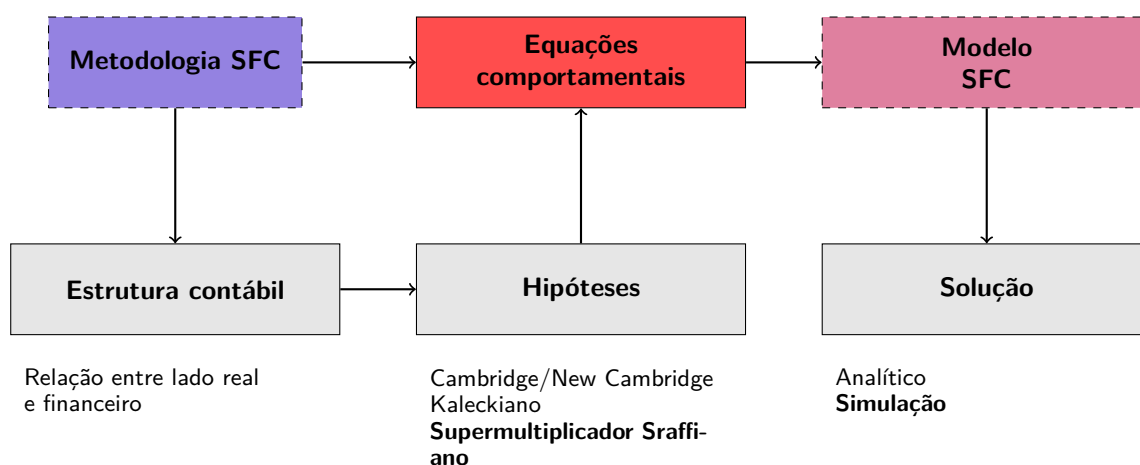 Metodologia SFC
Equações
comportamentais
Modelo
SFC
Estrutura contábil
Hipóteses
Solução
Relação entre lado real
e financeiro
Cambridge/New Cambridge
Kaleckiano
Supermultiplicador Sraffi-
ano
Analítico
Simulação